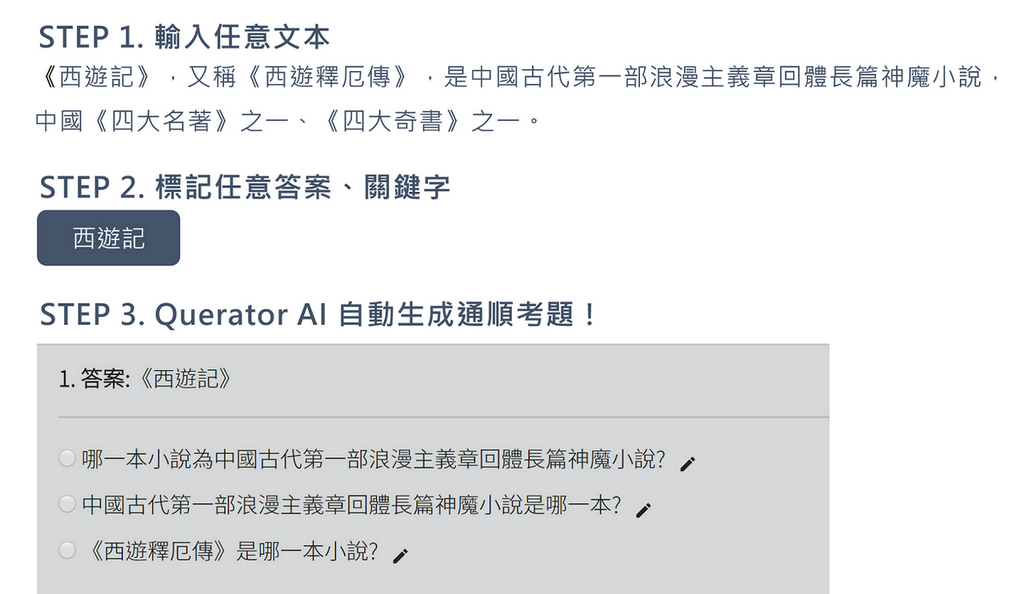 STEP 1. 輸入任意文本
《西遊記》，又稱《西遊釋厄傳》，是中國古代第一部浪漫主義章回體長篇神魔小說，
中國《四大名著》之一、《四大奇書》之一。
STEP 2. 標記任意答案、關鍵字
西遊記
STEP 3. Querator AI 自動生成通順考題！
1. 答案:《西遊記》
哪一本小說為中國古代第一部浪漫主義章回體長篇神魔小說?
中國古代第一部浪漫主義章回體長篇神魔小說是哪一本?
《西遊釋厄傳》是哪一本小說?